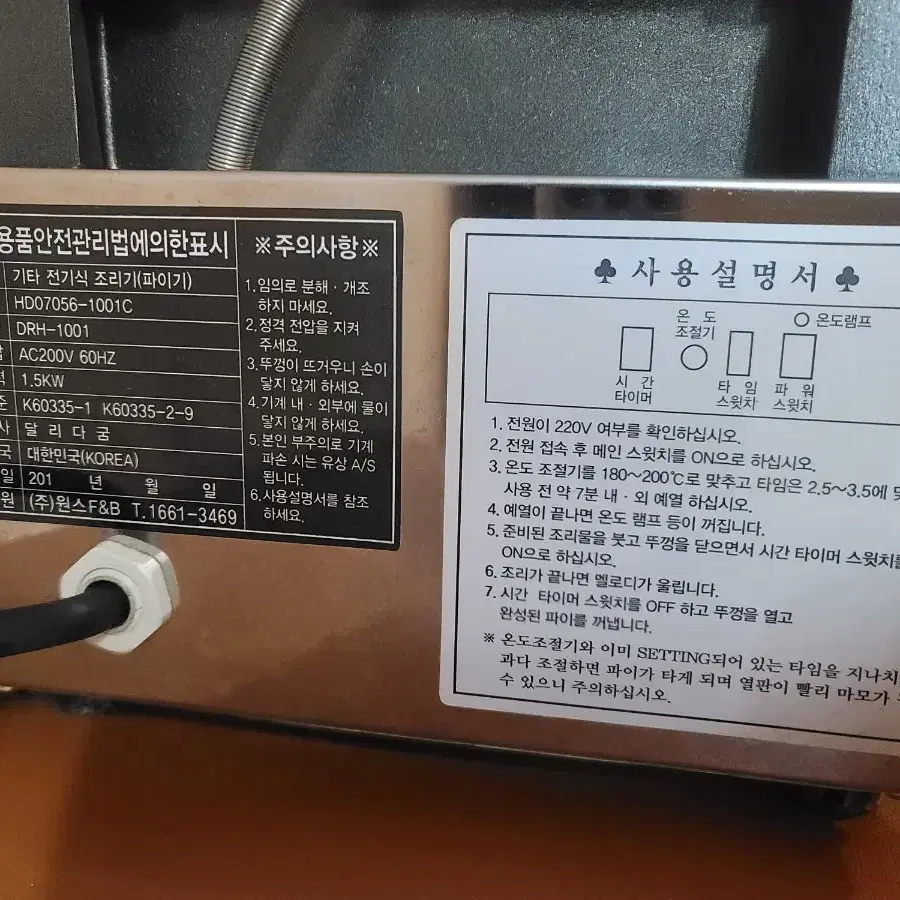 용품안전관리법에의한표시
기타 전기식 조리기(파이기)
HD07056-1001C
DRH-1001
AC200V 60HZ
1.5KW
K60335-1 K60335-2-9
달 리 다 굼
대한민국(KOREA)
일 201 년 월 일
원 (주)원스F&B T.1661-3469
※주의사항※
1.임의로 분해·개조
하지 마세요.
2.정격 전압을 지켜
주세요.
3.뚜껑이 뜨거우니 손이
닿지 않게 하세요.
4.기계 내·외부에 물이
닿지 않게 하세요.
5.본인 부주의로 기계
파손 시는 유상 A/S
됩니다.
6.사용설명서를 참조
하세요.
♣ 사용설명서 ♣
온 도
조절기
온도램프
시 간
타이머
타 임
스윗치
파 워
스윗치
1. 전원이 220V 여부를 확인하십시오.
2. 전원 접속 후 메인 스윗치를 ON으로 하십시오.
3. 온도 조절기를 180~200℃로 맞추고 타임은 2.5~3.5에
사용 전 약 7분 내·외 예열 하십시오.
4. 예열이 끝나면 온도 램프 등이 꺼집니다.
5. 준비된 조리물을 붓고 뚜껑을 닫으면서 시간 타이머 스윗치를
ON으로 하십시오.
6. 조리가 끝나면 멜로디가 울립니다.
7. 시간 타이머 스윗치를 OFF 하고 뚜껑을 열고
완성된 파이를 꺼냅니다.
※ 온도조절기와 이미 SETTING되어 있는 타임을 지나치
과다 조절하면 파이가 타게 되며 열판이 빨리 마모가
수 있으니 주의하십시오.